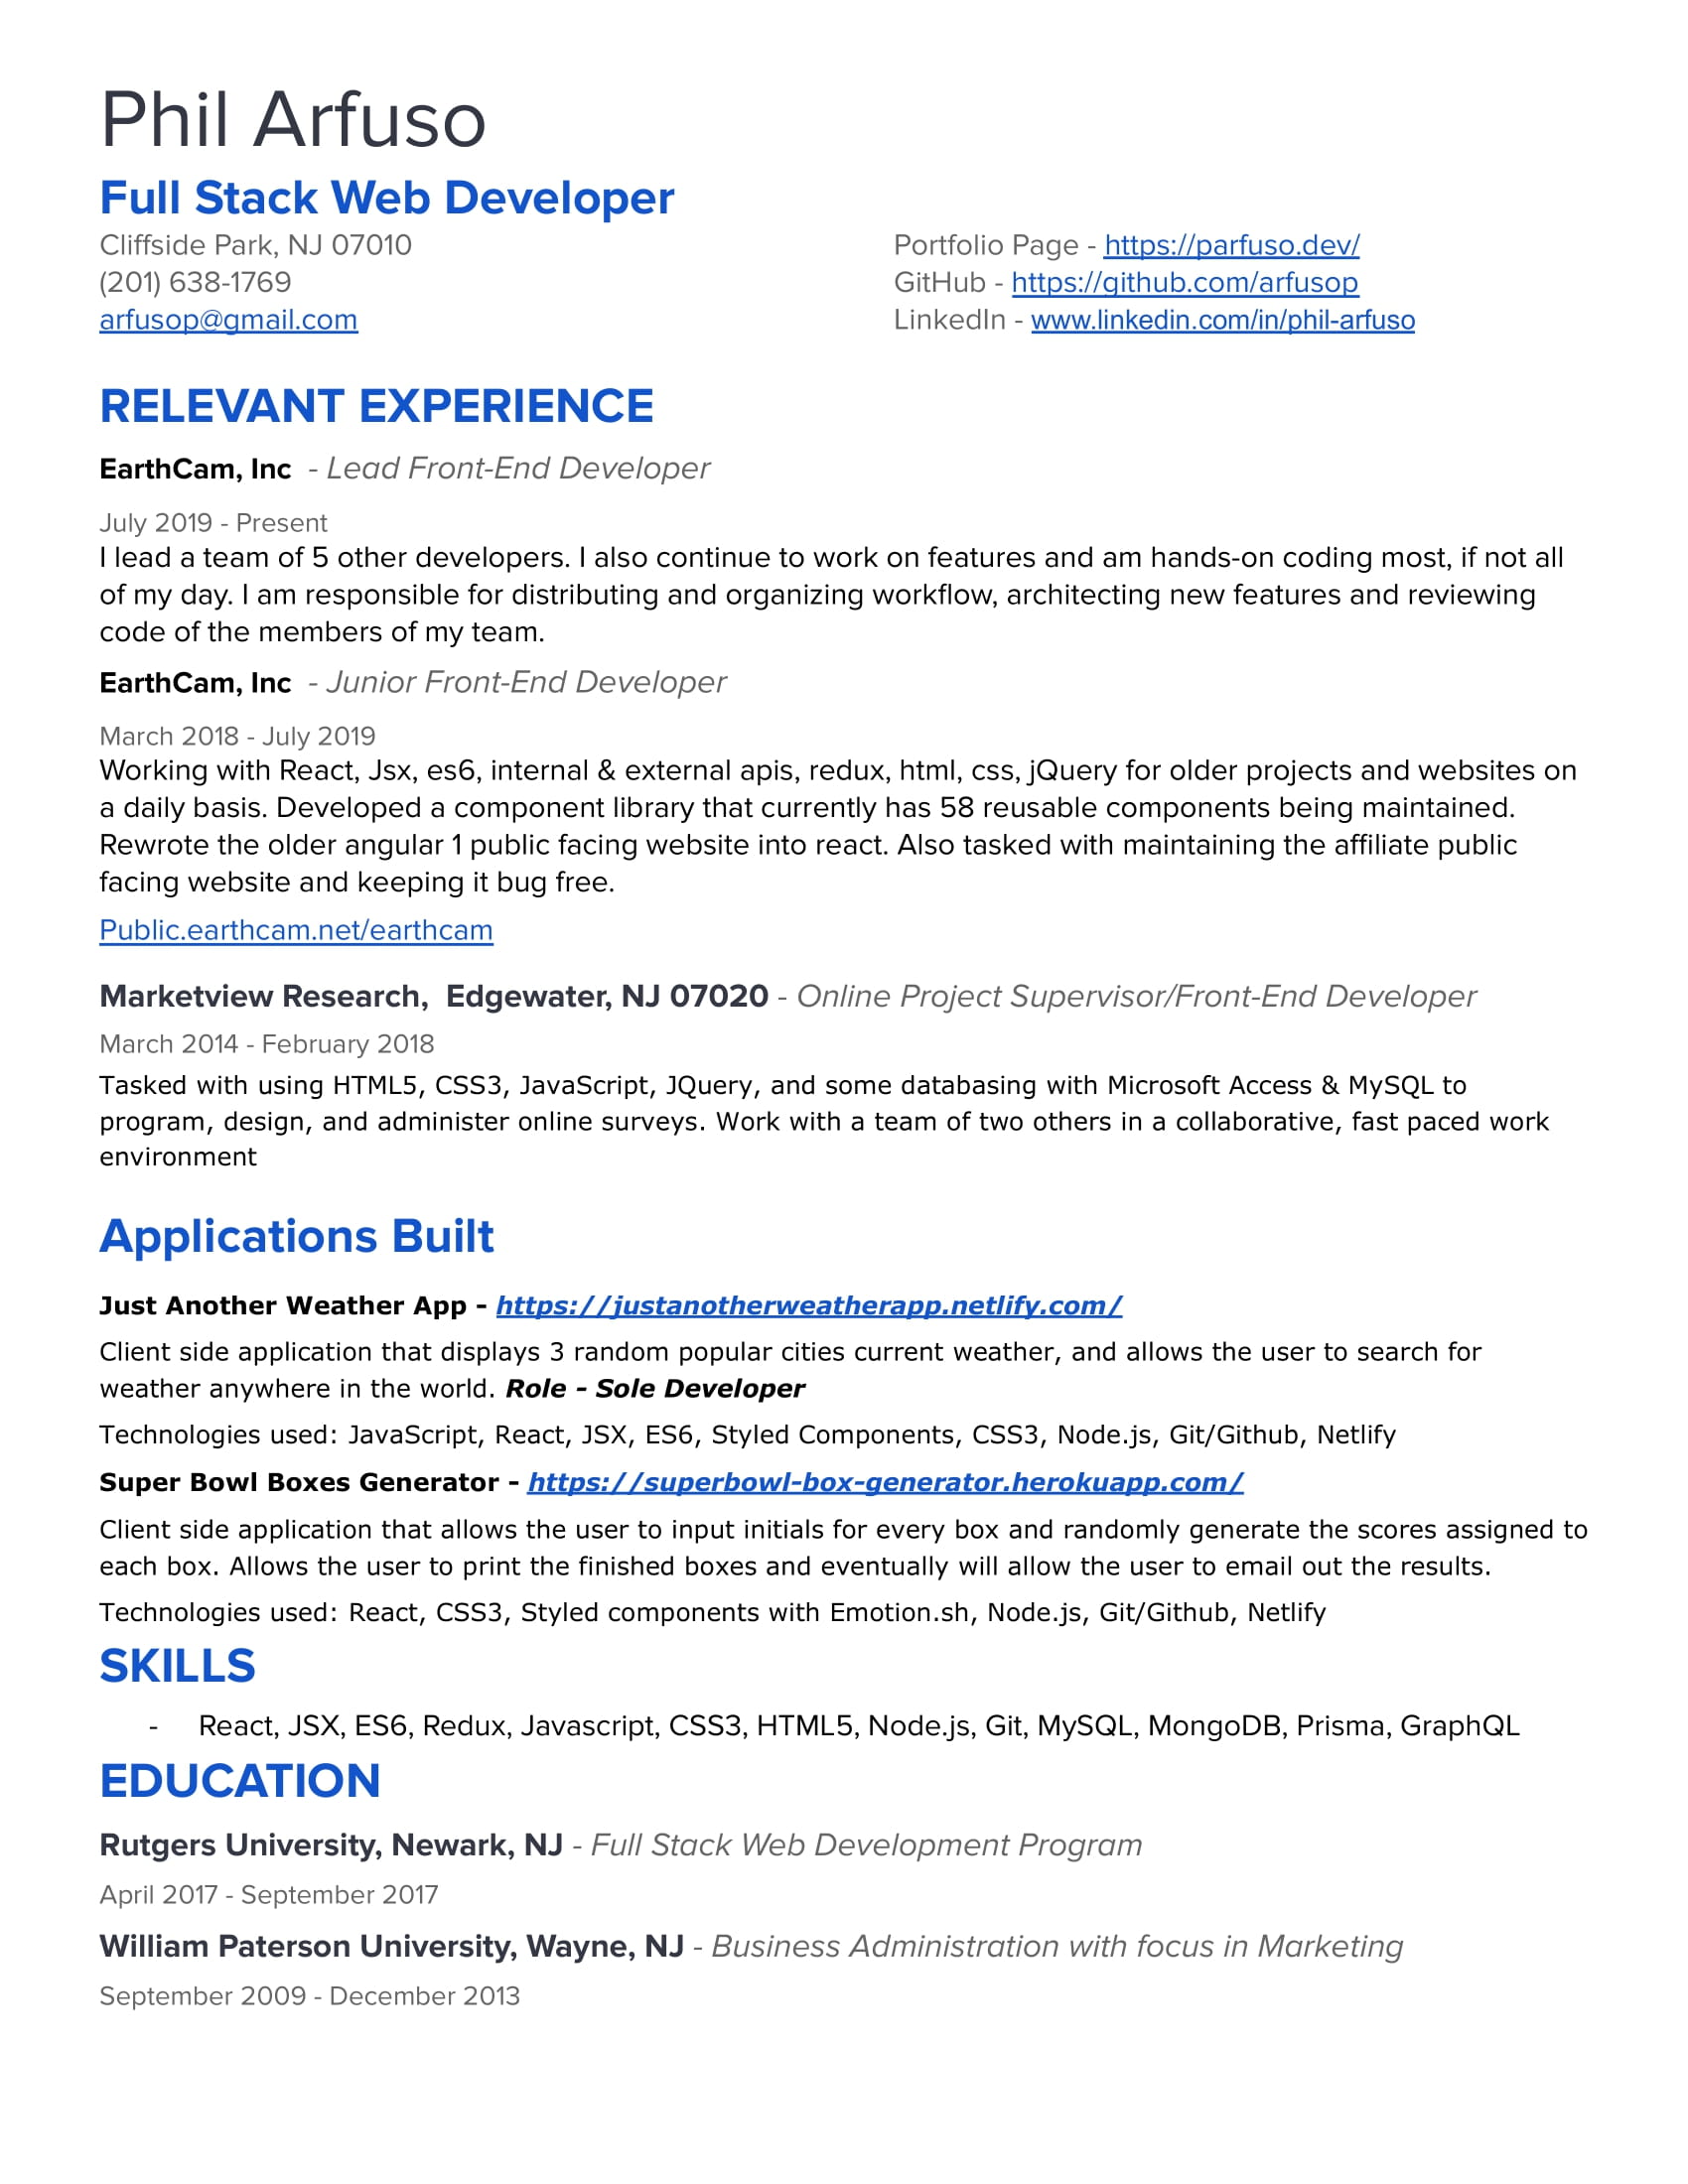 Phil Arfuso
Full Stack Web Developer
Cliffside Park, NJ 07010
(201) 638-1769
arfusop@gmail.com
Portfolio Page - https://parfuso.dev/
GitHub - https://github.com/arfusop
LinkedIn - www.linkedin.com/in/phil-arfuso
RELEVANT EXPERIENCE
EarthCam, Inc - Lead Front-End Developer
July 2019 - Present
I lead a team of 5 other developers. I also continue to work on features and am hands-on coding most, if not all
of my day. I am responsible for distributing and organizing workflow, architecting new features and reviewing
code of the members of my team.
EarthCam, Inc - Junior Front-End Developer
March 2018 - July 2019
Working with React, Jsx, es6, internal & external apis, redux, html, css, jQuery for older projects and websites on
a daily basis. Developed a component library that currently has 58 reusable components being maintained.
Rewrote the older angular 1 public facing website into react. Also tasked with maintaining the affiliate public
facing website and keeping it bug free.
Public.earthcam.net/earthcam
Marketview Research, Edgewater, NJ 07020 - Online Project Supervisor/Front-End Developer
March 2014 - February 2018
Tasked with using HTML5, CSS3, JavaScript, JQuery, and some databasing with Microsoft Access & MySQL to
program, design, and administer online surveys. Work with a team of two others in a collaborative, fast paced work
environment
Applications Built
Just Another Weather App - https://justanotherweatherapp.netlify.com/
Client side application that displays 3 random popular cities current weather, and allows the user to search for
weather anywhere in the world. Role - Sole Developer
Technologies used: JavaScript, React, JSX, ES6, Styled Components, CSS3, Node.js, Git/Github, Netlify
Super Bowl Boxes Generator - https://superbowl-box-generator.herokuapp.com/
Client side application that allows the user to input initials for every box and randomly generate the scores assigned to
each box. Allows the user to print the finished boxes and eventually will allow the user to email out the results.
Technologies used: React, CSS3, Styled components with Emotion.sh, Node.js, Git/Github, Netlify
SKILLS
- React, JSX, ES6, Redux, Javascript, CSS3, HTML5, Node.js, Git, MySQL, MongoDB, Prisma, GraphQL
EDUCATION
Rutgers University, Newark, NJ - Full Stack Web Development Program
April 2017 - September 2017
William Paterson University, Wayne, NJ - Business Administration with focus in Marketing
September 2009 - December 2013